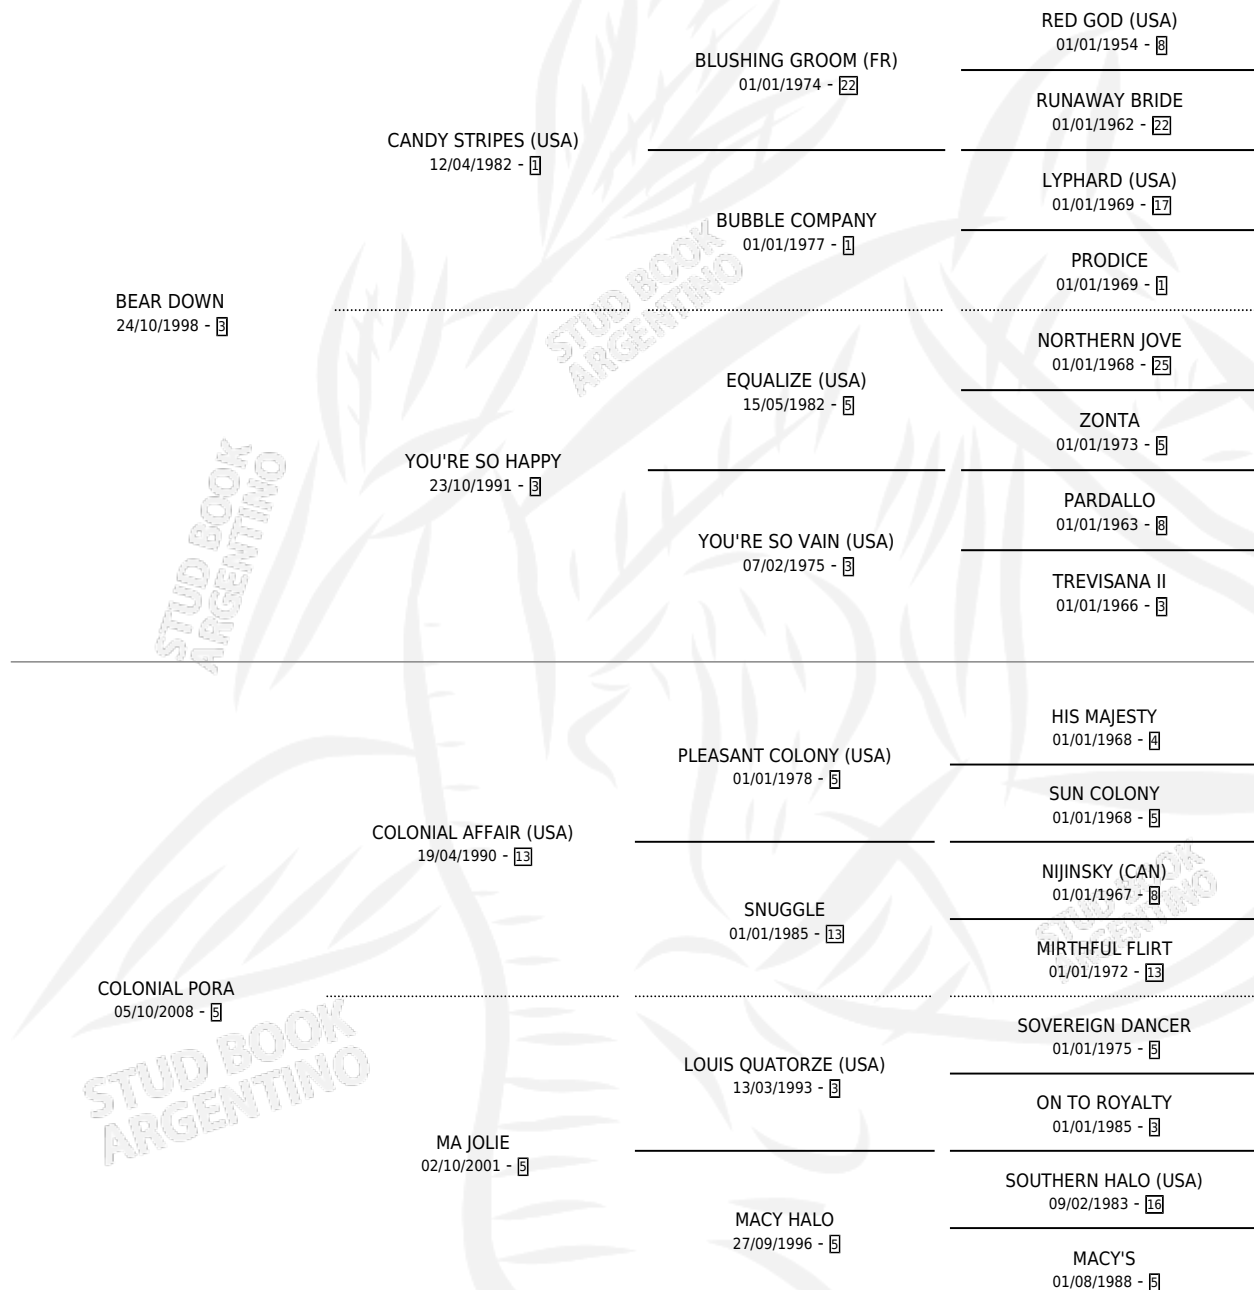 RED GOD (USA)
01/01/1954 - 8
BLUSHING GROOM (FR)
01/01/1974 - 22
RUNAWAY BRIDE
01/01/1962 - 22
CANDY STRIPES (USA)
12/04/1982 - 1
LYPHARD (USA)
01/01/1969 - 17
BUBBLE COMPANY
01/01/1977 - 1
PRODICE
01/01/1969 - 1
BEAR DOWN
24/10/1998 - 3
NORTHERN JOVE
01/01/1968 - 25
EQUALIZE (USA)
15/05/1982 - 5
ZONTA
01/01/1973 - 5
YOU'RE SO HAPPY
23/10/1991 - 3
PARDALLO
01/01/1963 - 8
YOU'RE SO VAIN (USA)
07/02/1975 - 3
TREVISANA II
01/01/1966 - 3
HIS MAJESTY
01/01/1968 - 4
PLEASANT COLONY (USA)
01/01/1978 - 5
SUN COLONY
01/01/1968 - 5
COLONIAL AFFAIR (USA)
19/04/1990 - 13
NIJINSKY (CAN)
01/01/1967 - 8
SNUGGLE
01/01/1985 - 13
MIRTHFUL FLIRT
01/01/1972 - 13
COLONIAL PORA
05/10/2008 - 5
SOVEREIGN DANCER
01/01/1975 - 5
LOUIS QUATORZE (USA)
13/03/1993 - 3
ON TO ROYALTY
01/01/1985 - 3
MA JOLIE
02/10/2001 - 5
SOUTHERN HALO (USA)
09/02/1983 - 16
MACY HALO
27/09/1996 - 5
MACY'S
01/08/1988 - 5
STUD BOOK
ARGENTINO
STUD BOOK
ARGENTINO
STUD BOOK
ARGENTINO
STUD BOOK
ARGENTINO